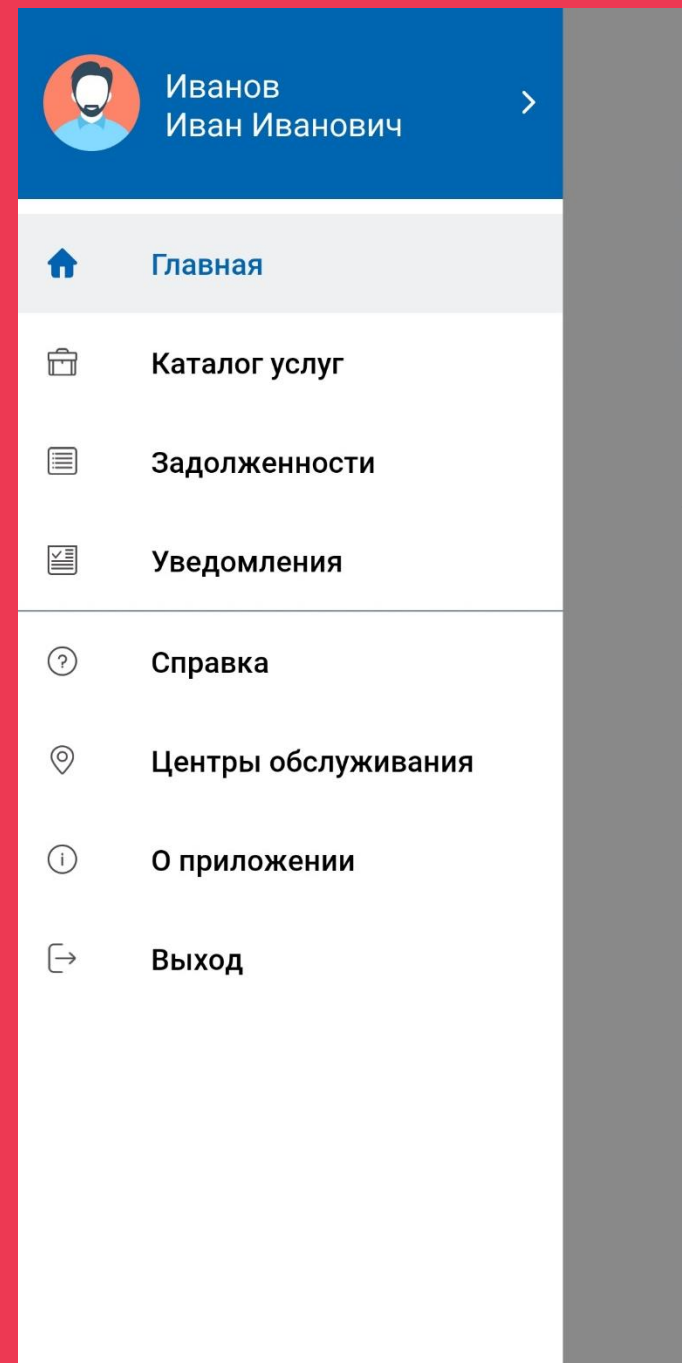 Иванов
Иван Иванович
Главная
Каталог услуг
Задолженности
Уведомления
Справка
Центры обслуживания
О приложении
Выход